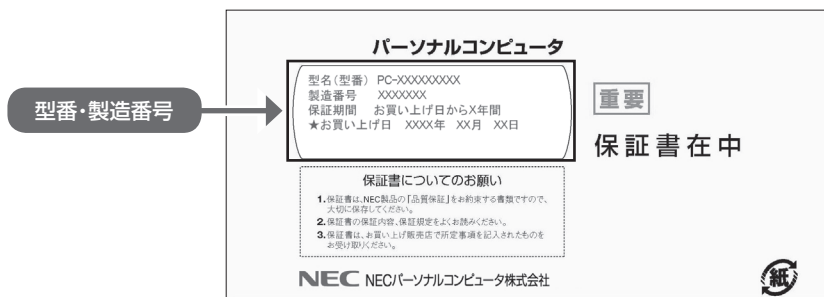 パーソナルコンピュータ
型番・製造番号
型名(型番) PC-XXXXXXXXX
製造番号 XXXXXXX
保証期間 お買い上げ日からX年間
★お買い上げ日 XXXX年 XX月 XX日
重要
保証書在中
保証書についてのお願い
1.保証書は、NEC製品の「品質保証」をお約束する書類ですので、
大切に保存してください。
2.保証書の保証内容、保証規定をよくお読みください。
3.保証書は、お買い上げ販売店で所定事項を記入されたものを
お受け取りください。
NEC NECパーソナルコンピュータ株式会社
紙